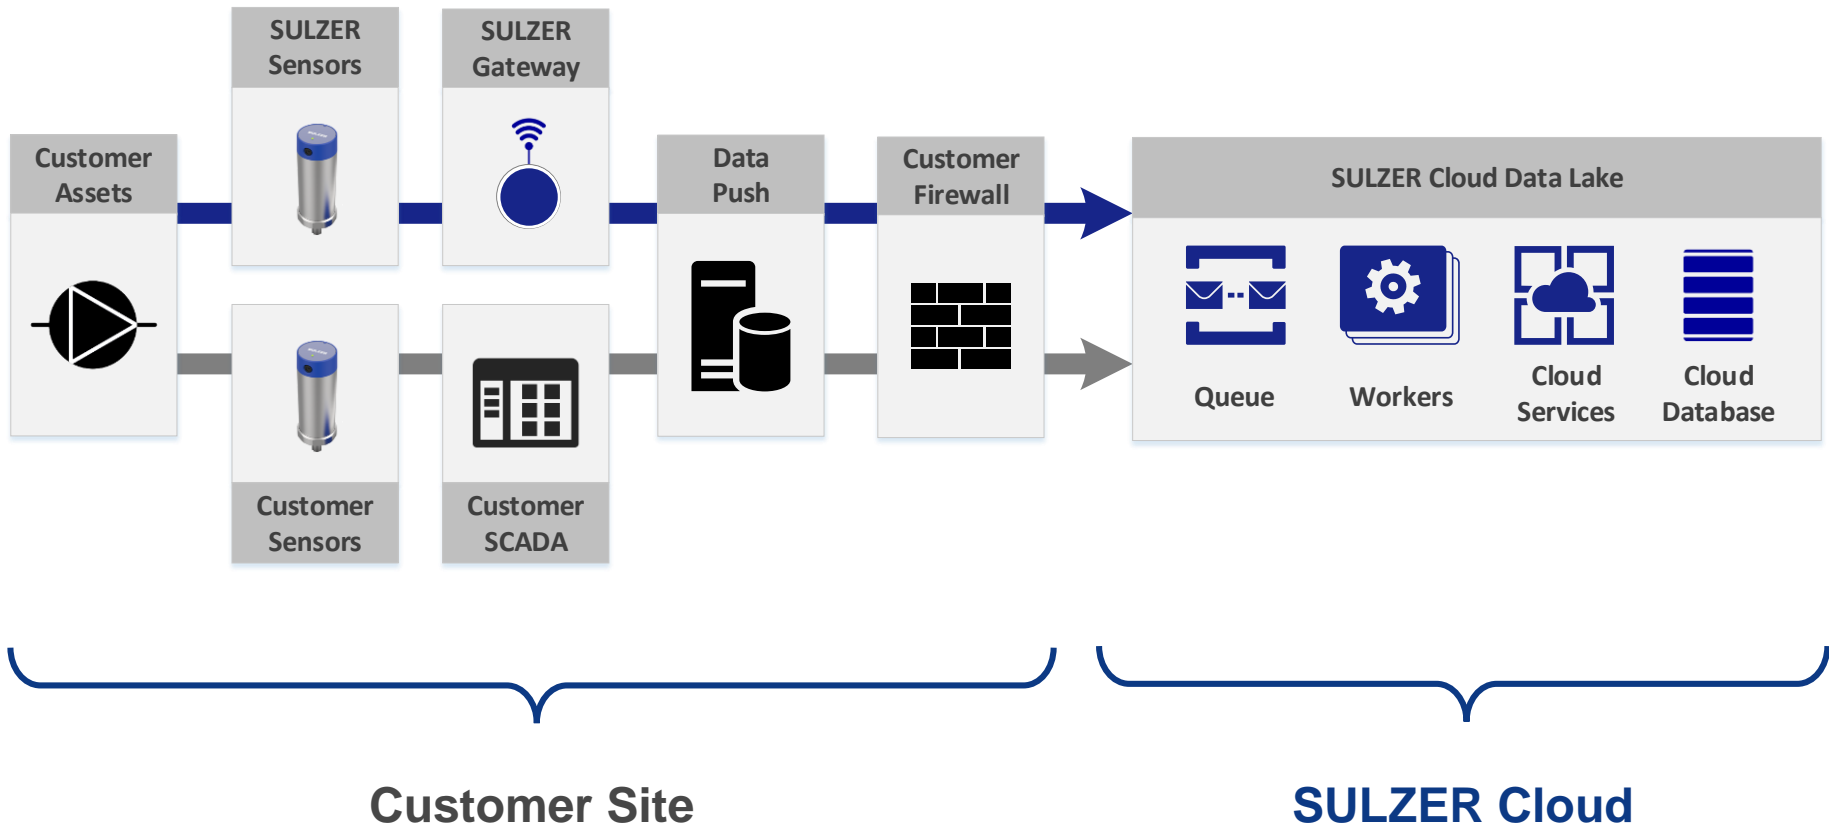 Customer
Assets
SULZER
Sensors
SULZER
Gateway
Customer
Sensors
Customer
SCADA
Data
Push
Customer
Firewall
SULZER Cloud Data Lake
Queue
Workers
Cloud
Services
Cloud
Database
Customer Site
SULZER Cloud